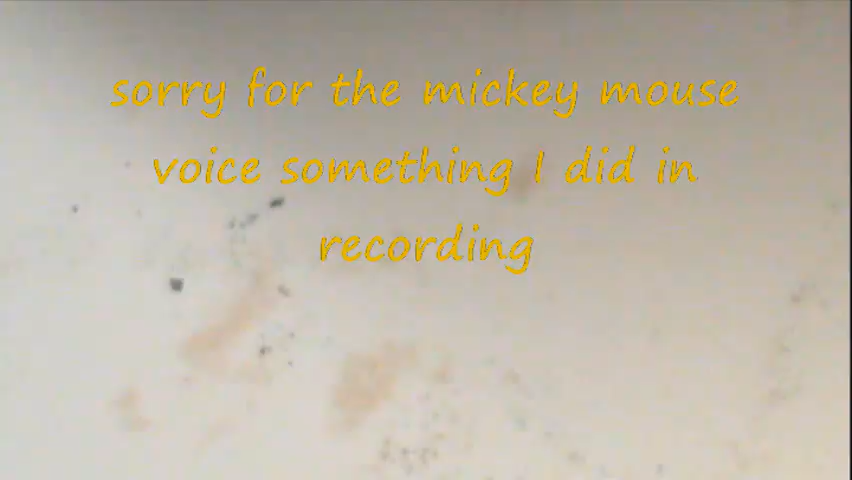 sorry for the mickey mouse
voice something I did in
recording